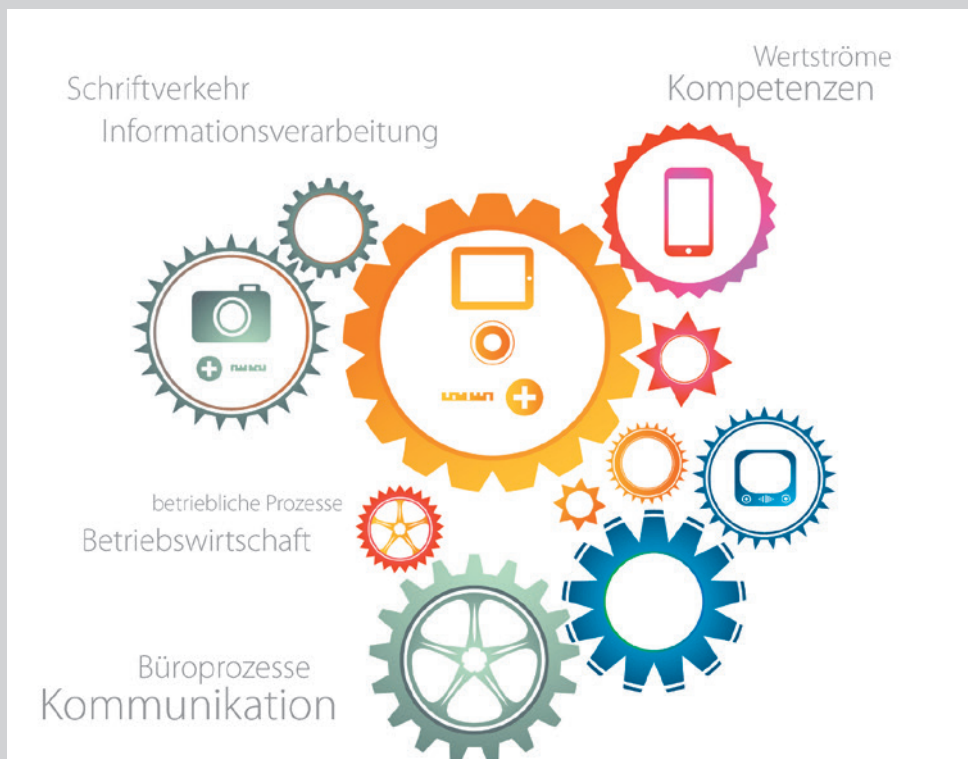 Wertströme
Kompetenzen
Schriftverkehr
Informationsverarbeitung
betriebliche Prozesse
Betriebswirtschaft
Büroprozesse
Kommunikation